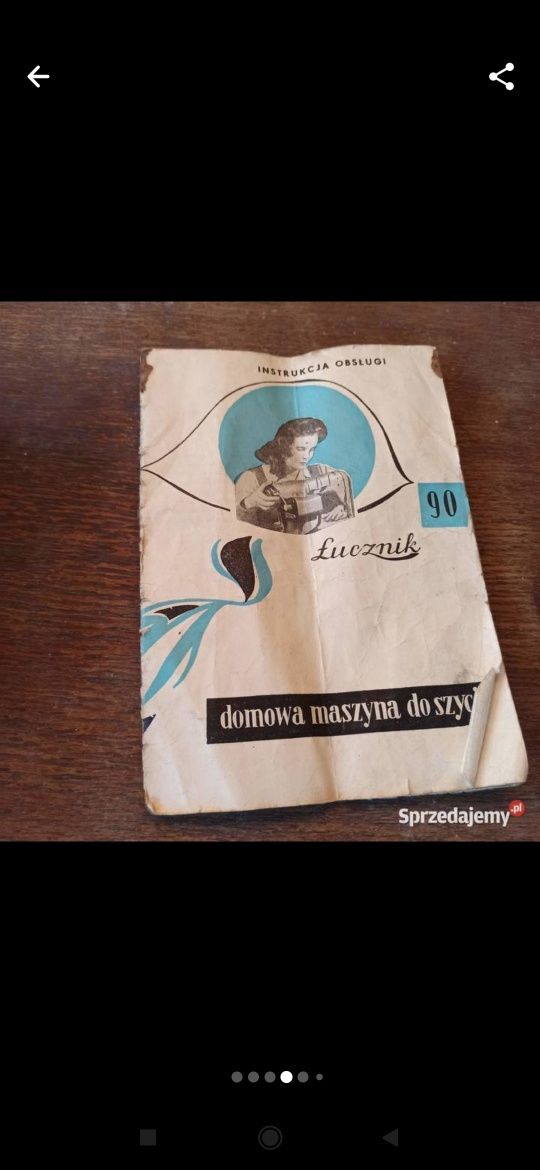 INSTRUKCJA OBSŁUGI
90
Łucznik
domowa maszyna do szyc
Sprzedajemy.pl